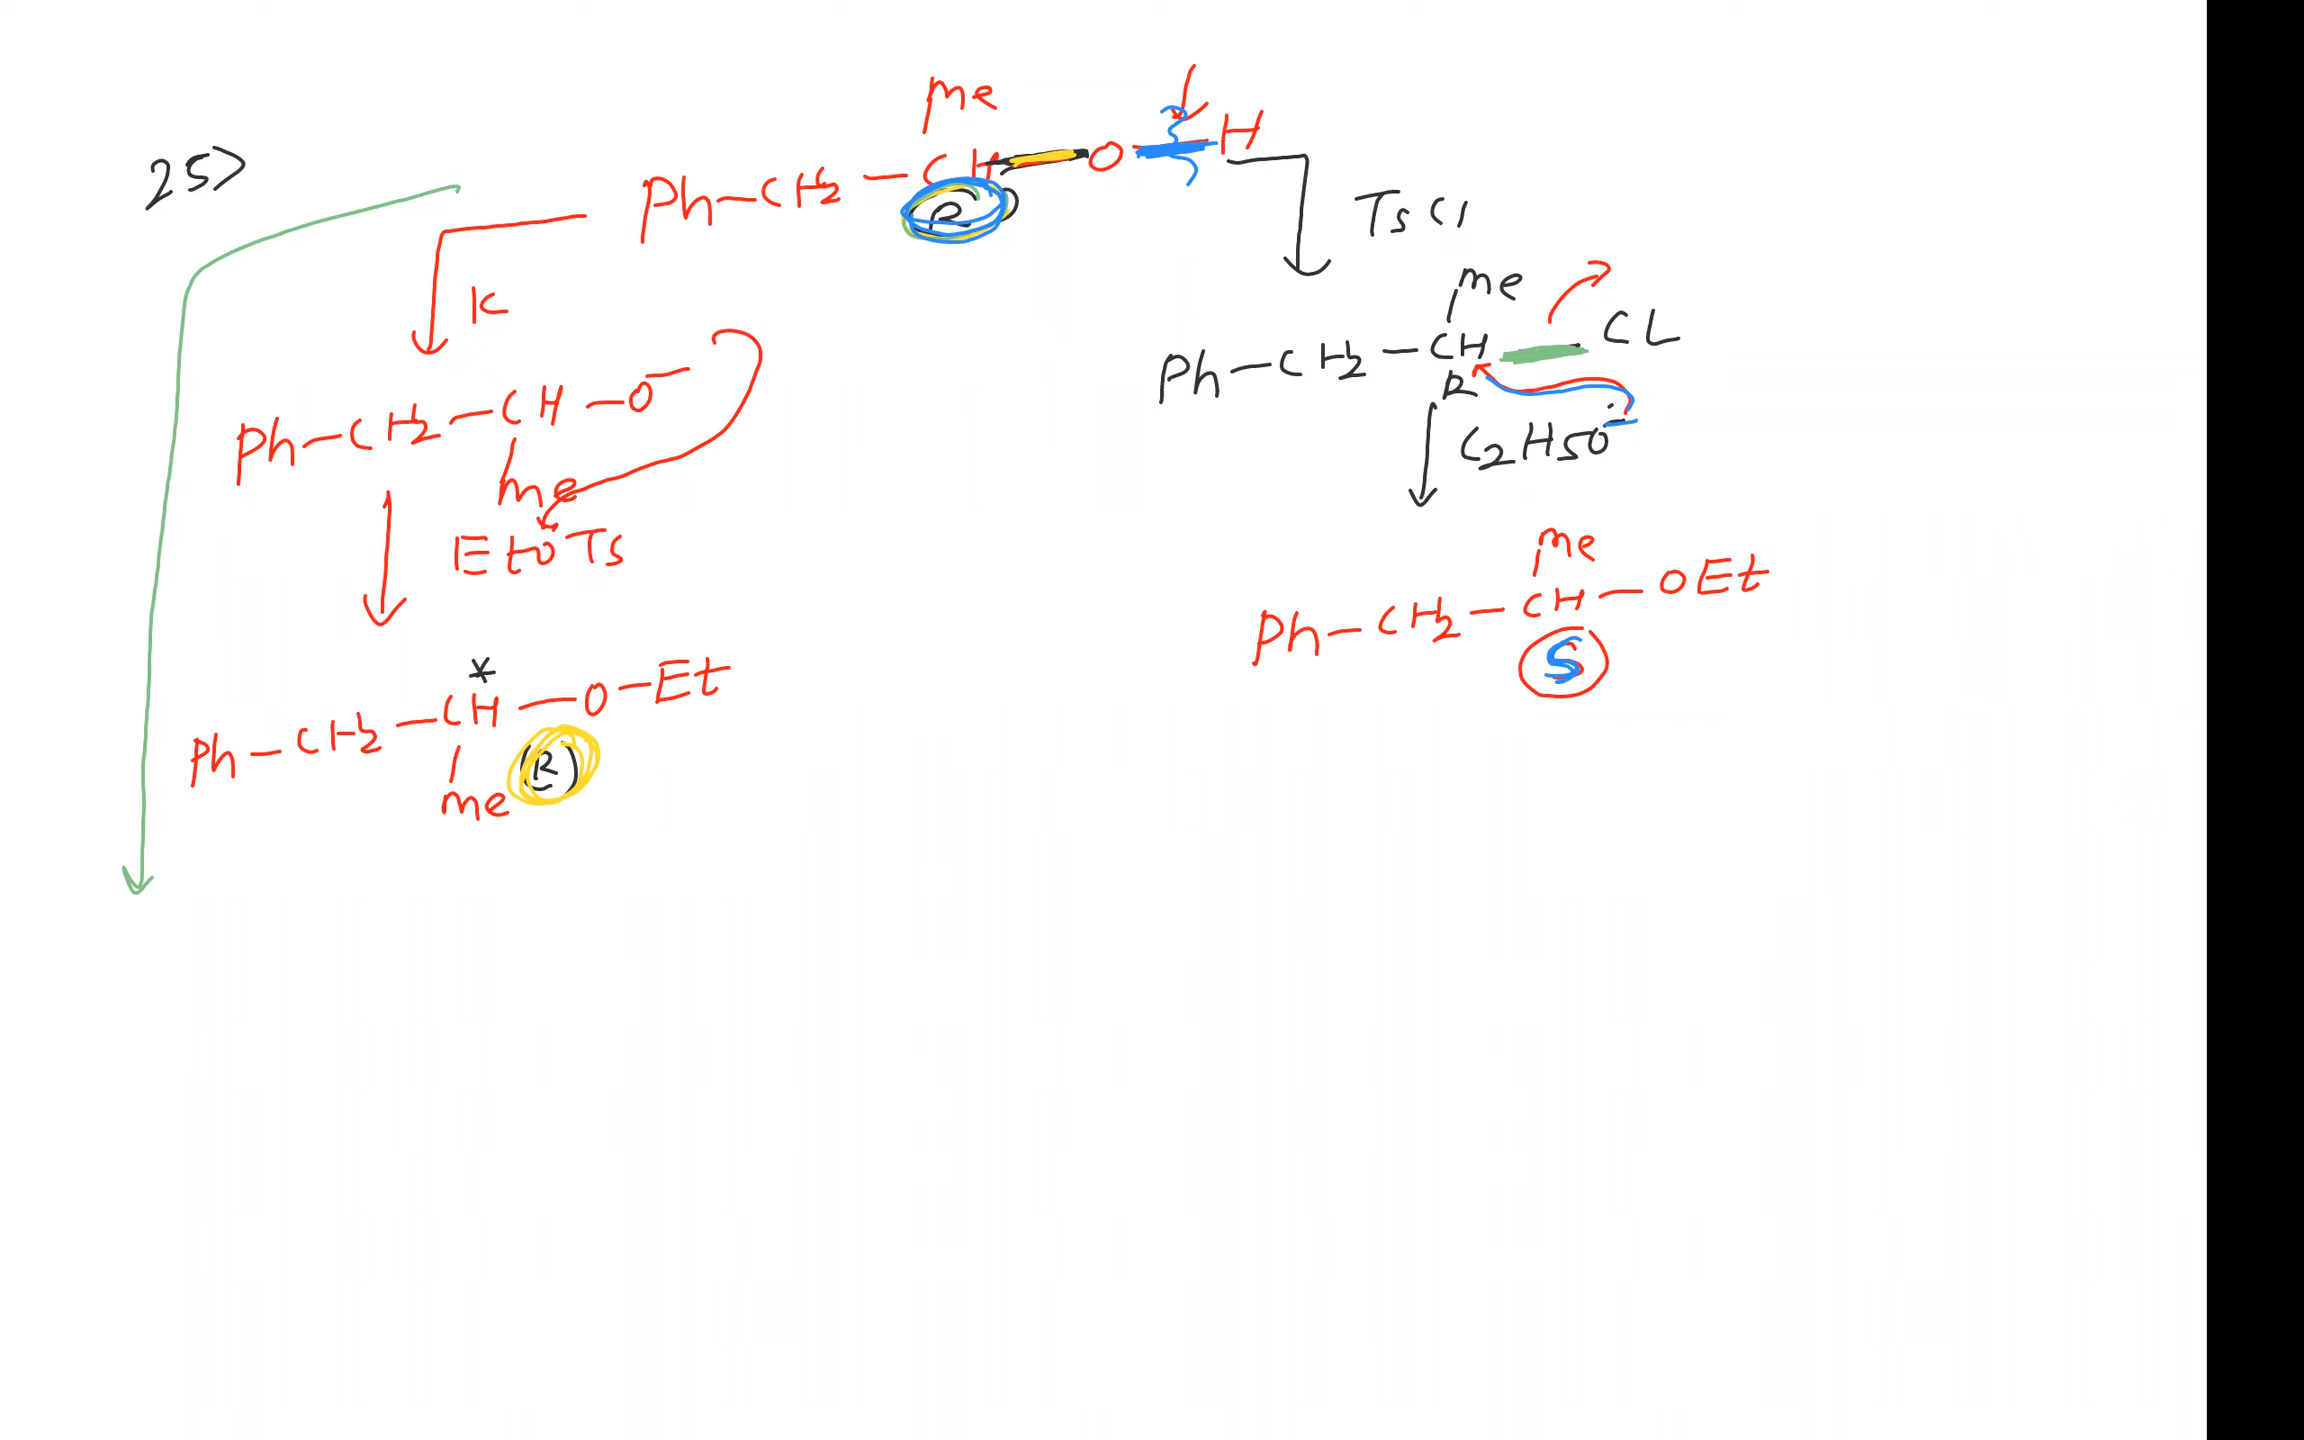 25>
Me
Ph-CH2-CH-O-H
(R)
TsCl
K
Me
Ph-CH2-CH-CL
R
C2H5O⁻
Ph-CH2-CH-O⁻
Me
EtOTs
Me
Ph-CH2-CH-OEt
S
*
Ph-CH2-CH-O-Et
(R)
Me